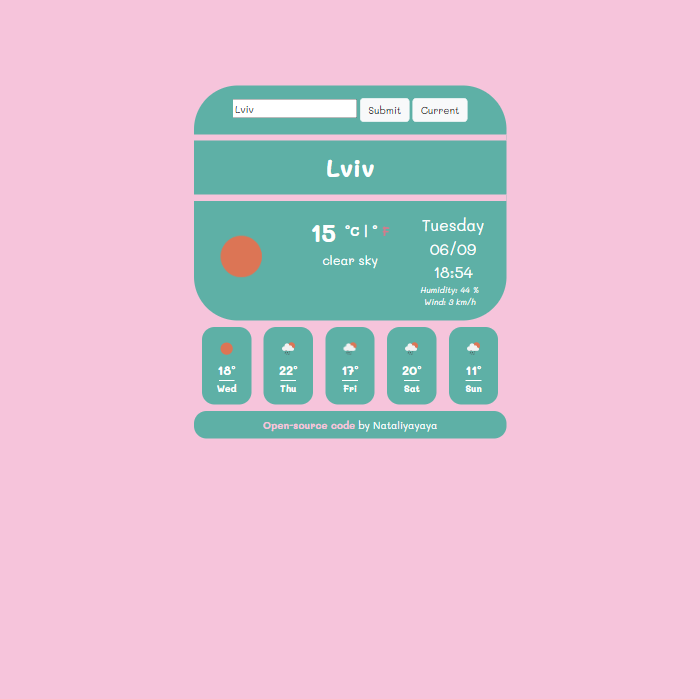 Lviv
Submit
Current
Lviv
15 °C | °F
clear sky
Tuesday
06/09
18:54
Humidity: 44 %
Wind: 3 km/h
18°
Wed
22°
Thu
17°
Fri
20°
Sat
11°
Sun
Open-source code by Nataliyayaya